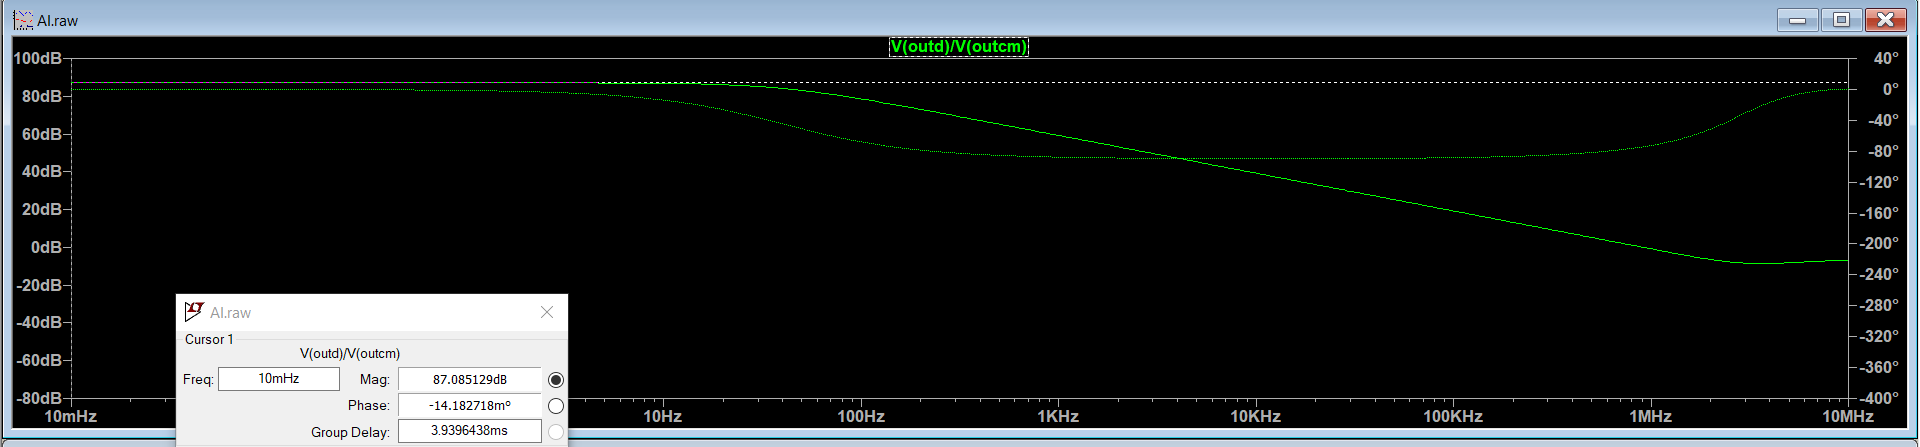 AI.raw
V(outd)/V(outcm)
100dB
40°
80dB
0°
60dB
-40°
40dB
-80°
20dB
-120°
0dB
-160°
-20dB
-200°
-40dB
-240°
-60dB
-280°
-80dB
-320°
-360°
-400°
10mHz
10Hz
100Hz
1KHz
10KHz
100KHz
1MHz
10MHz
AI.raw
Cursor 1
V(outd)/V(outcm)
Freq: 10mHz Mag: 87.085129dB
Phase: -14.182718m°
Group Delay: 3.9396438ms